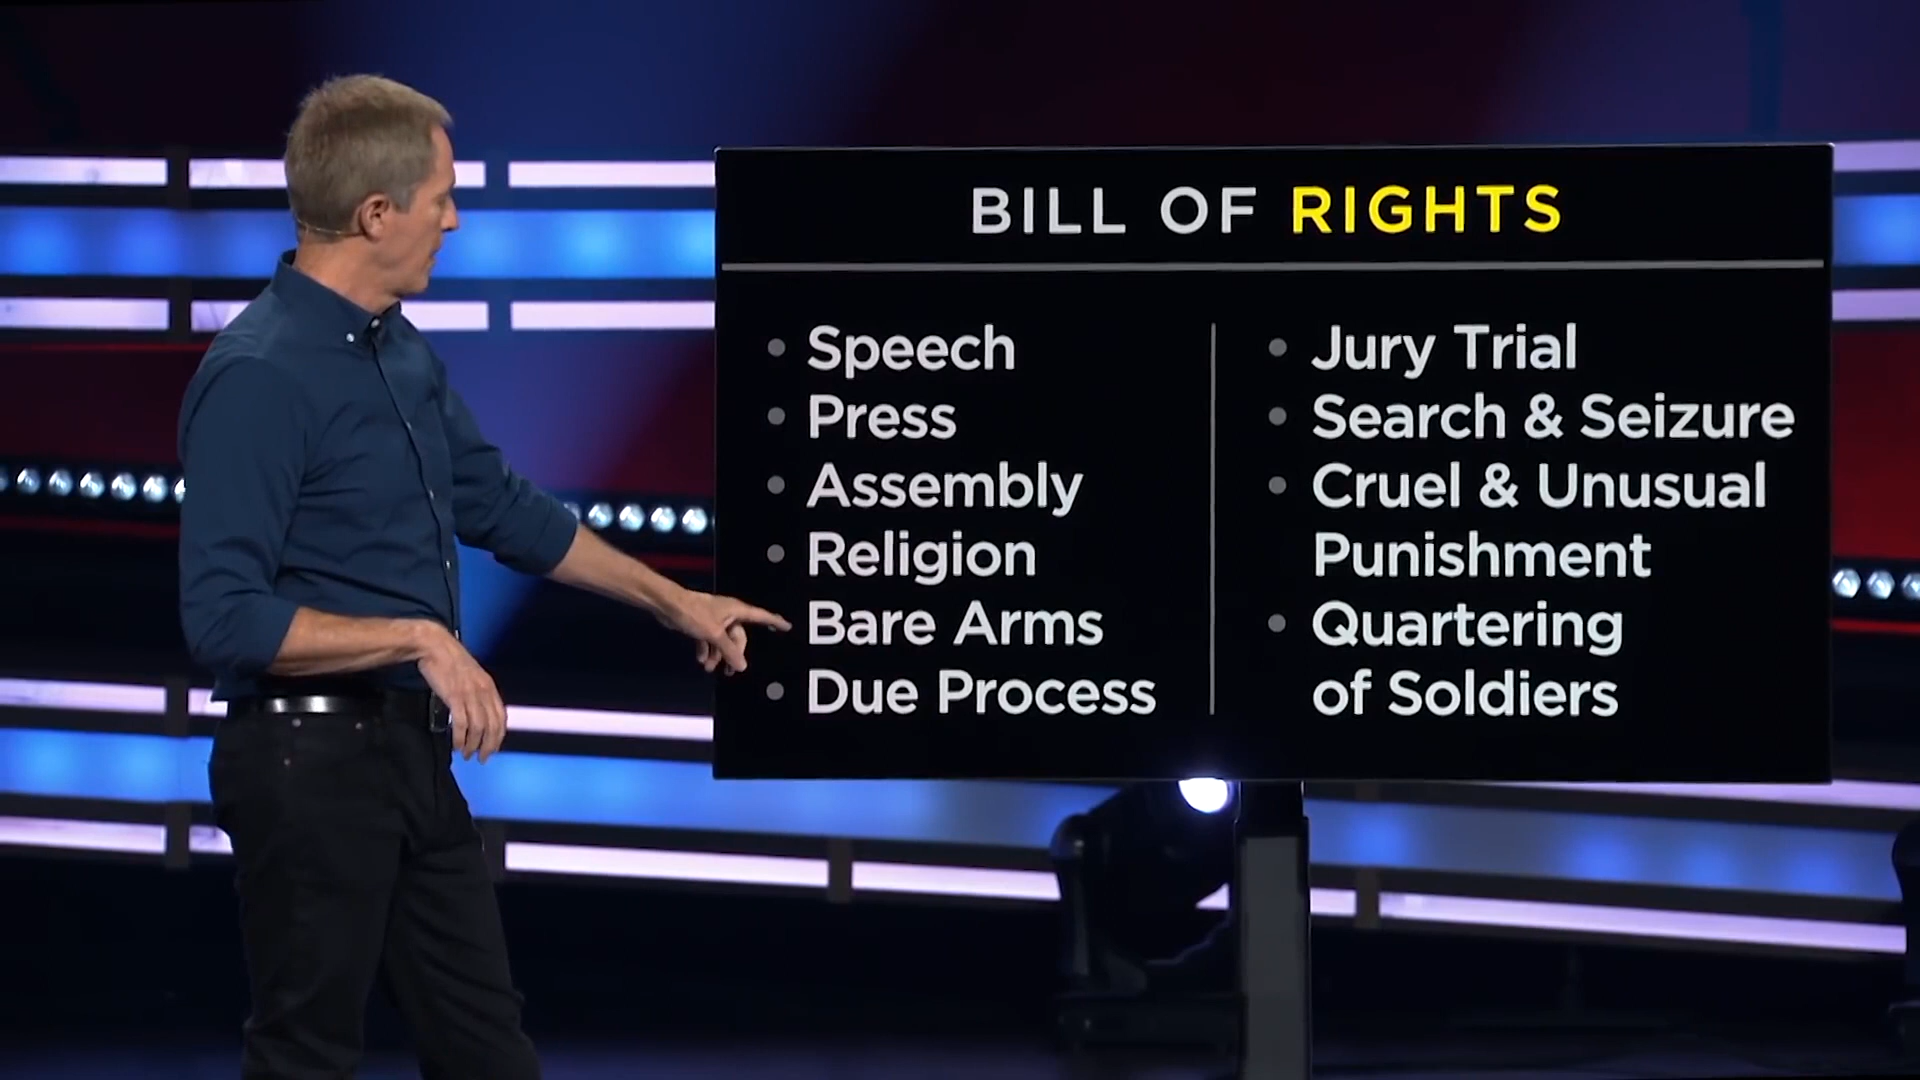 BILL OF RIGHTS
• Speech
• Press
• Assembly
• Religion
Bare Arms
• Due Process
• Jury Trial
• Search & Seizure
• Cruel & Unusual
Punishment
• Quartering
of Soldiers